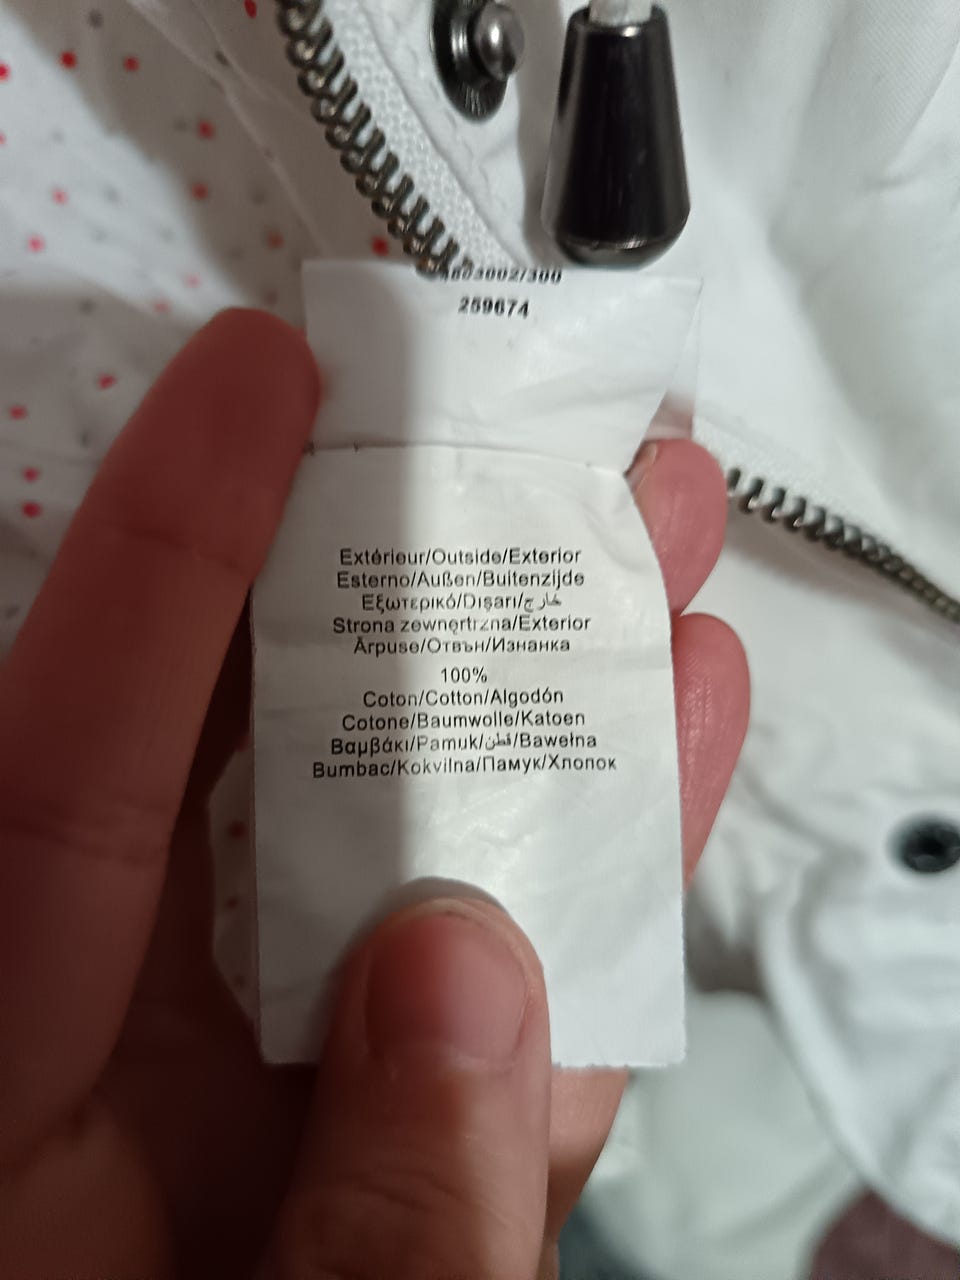 259674
Extérieur/Outside/Exterior
Esterno/Außen/Buitenzijde
Εξωτερικό/Dışarı/خارج
Strona zewnętrzna/Exterior
Ārpuse/Отвън/Изнанка
100%
Coton/Cotton/Algodón
Cotone/Baumwolle/Katoen
Βαμβάκι/Pamuk/قطن/Bawełna
Bumbac/Kokvilna/Памук/Хлопок